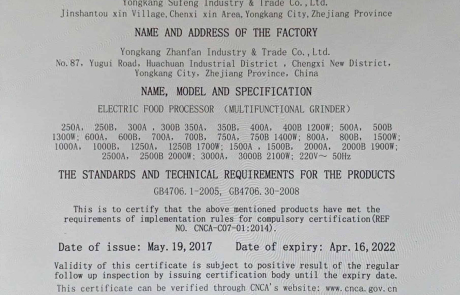 Yongkang Sufeng Industry & Trade Co., Ltd.
Jinshantou xin Village, Chenxi xin Area, Yongkang City, Zhejiang Province
NAME AND ADDRESS OF THE FACTORY
Yongkang Zhanfan Industry & Trade Co., Ltd.
No. 87, Yugui Road, Huachuan Industrial District , Chengxi New District,
Yongkang City, Zhejiang Province, China
NAME, MODEL AND SPECIFICATION
ELECTRIC FOOD PROCESSOR (MULTIFUNCTIONAL GRINDER)
250A, 250B, 300A , 300B 350A, 350B, 400A, 400B 1200W; 500A, 500B
1300W; 600A, 600B, 700A, 700B, 750A, 750B 1400W; 800A, 800B, 1500W;
1000A, 1000B, 1250A, 1250B 1700W; 1500A , 1500B, 2000A, 2000B 1900W;
2500A, 2500B 2000W; 3000A, 3000B 2100W; 220V~ 50Hz
THE STANDARDS AND TECHNICAL REQUIREMENTS FOR THE PRODUCTS
GB4706.1-2005, GB4706.30-2008
This is to certify that the above mentioned products have met the
requirements of implementation rules for compulsory certification(REF
NO. CNCA-C07-01:2014).
Date of issue: May. 19, 2017 Date of expiry: Apr. 16, 2022
Validity of this certificate is subject to positive result of the regular
follow up inspection by issuing certification body until the expiry date.
This certificate can be verified through CNCA's website: www.cnca.gov.cn